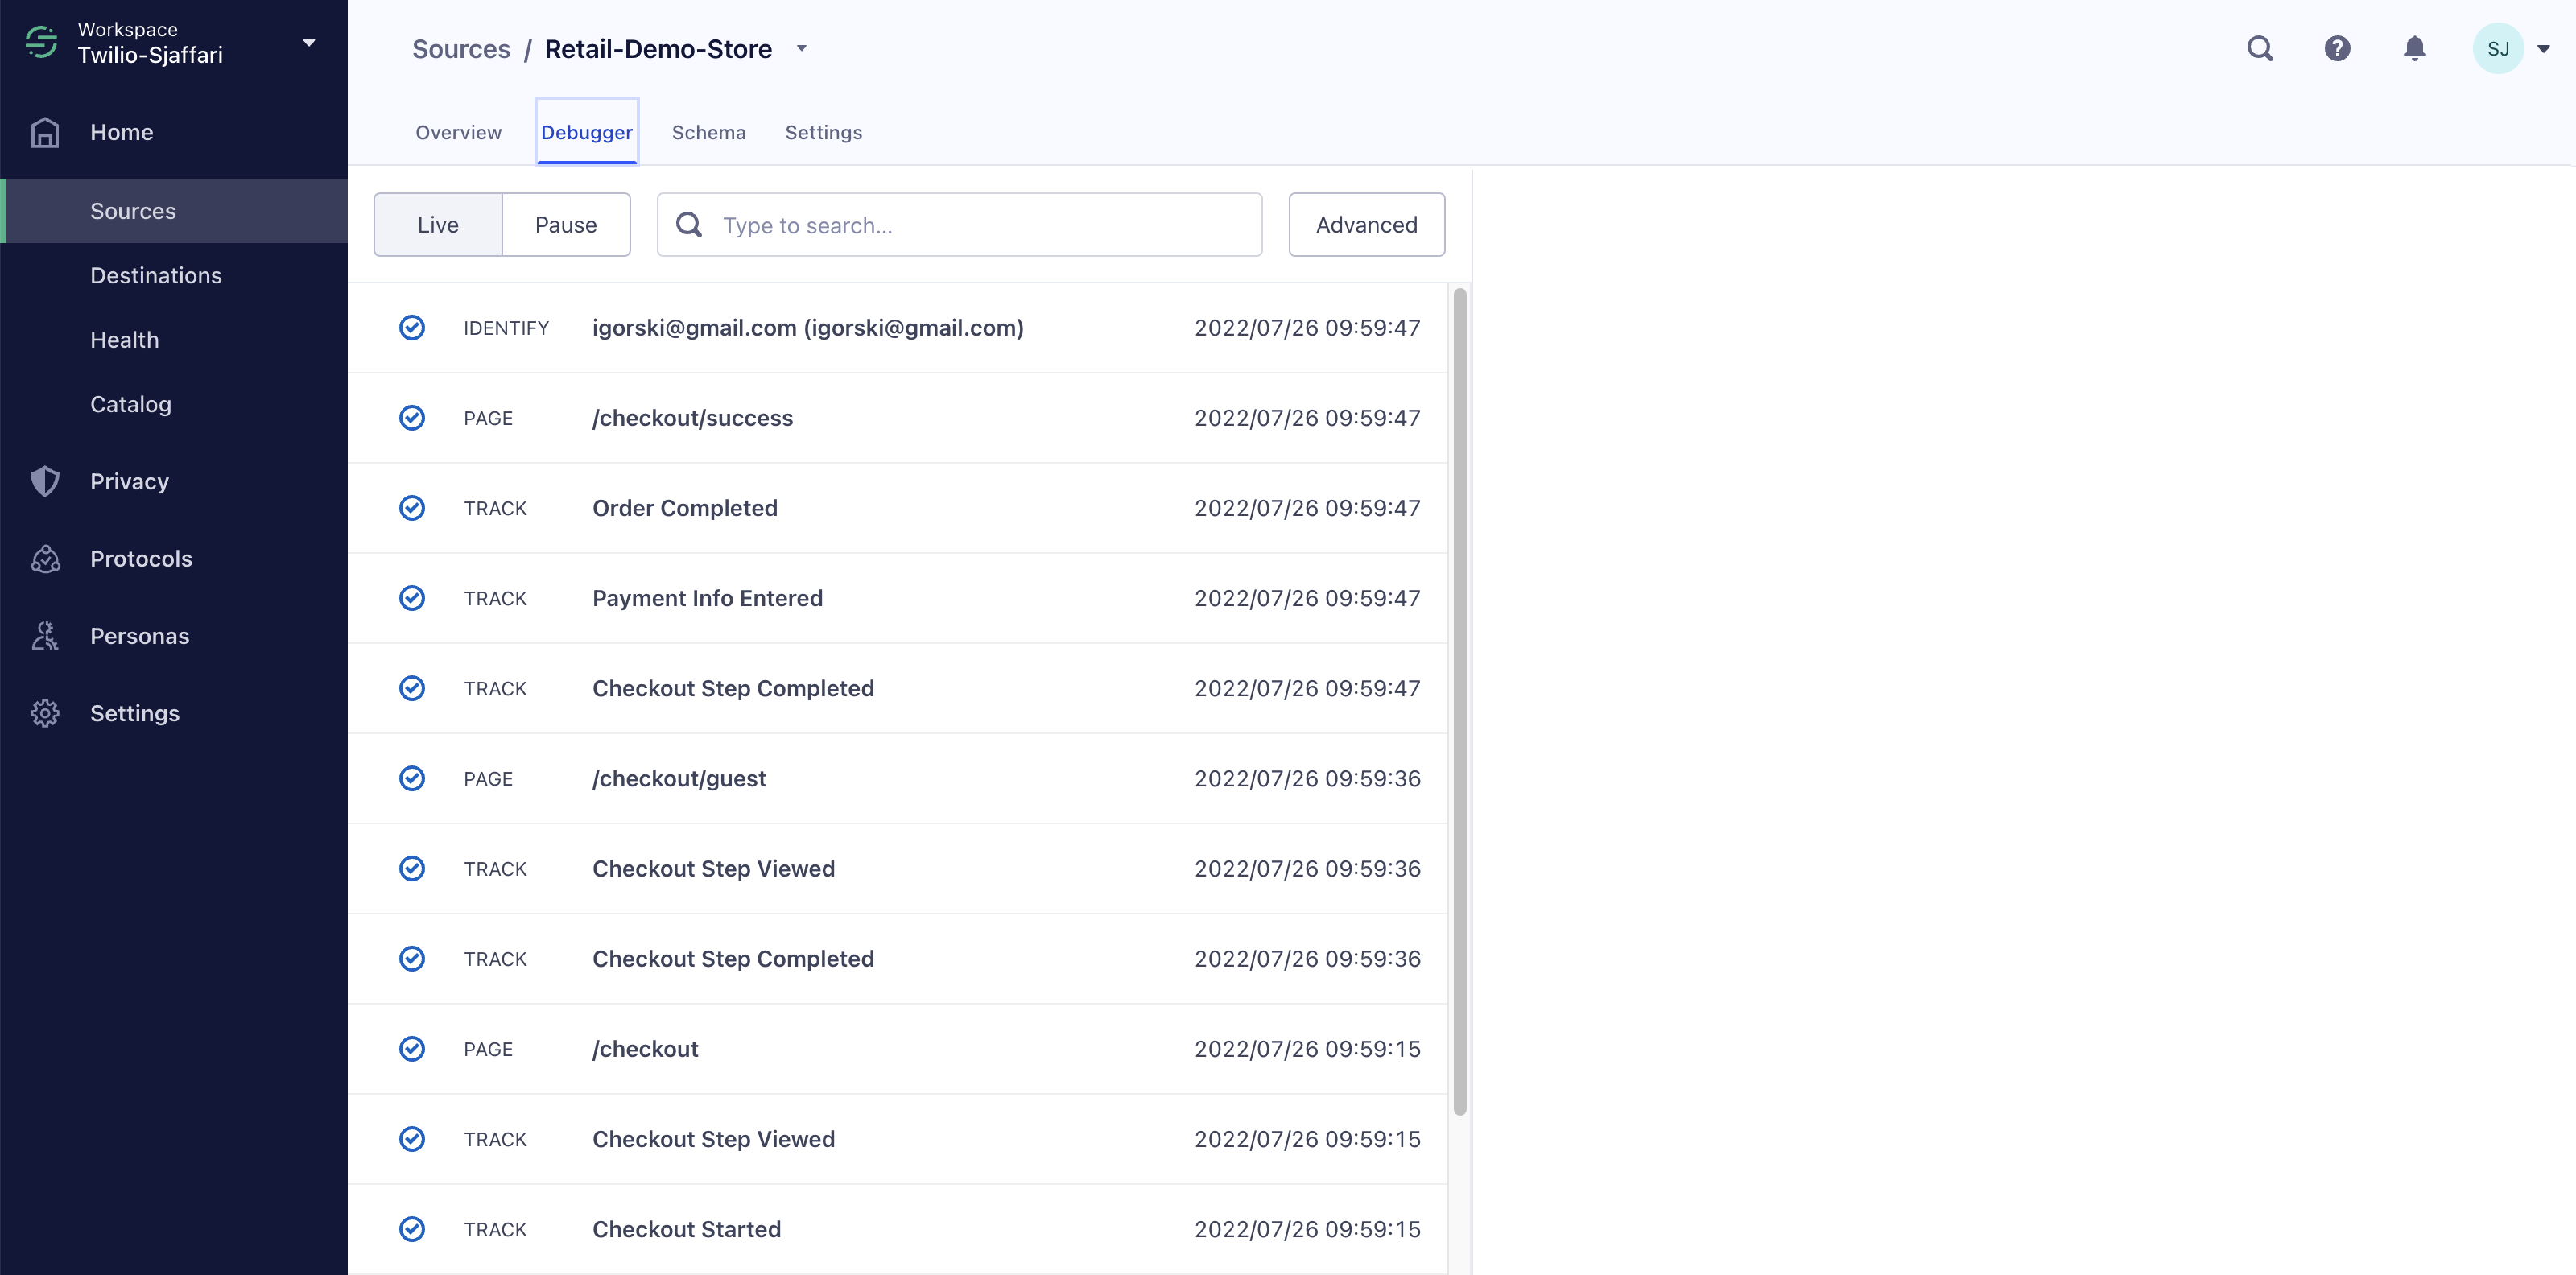 Workspace
Twilio-Sjaffari
Home
Sources
Destinations
Health
Catalog
Privacy
Protocols
Personas
Settings
Sources / Retail-Demo-Store
SJ
Overview Debugger Schema Settings
Live Pause Type to search... Advanced
IDENTIFY igorski@gmail.com (igorski@gmail.com) 2022/07/26 09:59:47
PAGE /checkout/success 2022/07/26 09:59:47
TRACK Order Completed 2022/07/26 09:59:47
TRACK Payment Info Entered 2022/07/26 09:59:47
TRACK Checkout Step Completed 2022/07/26 09:59:47
PAGE /checkout/guest 2022/07/26 09:59:36
TRACK Checkout Step Viewed 2022/07/26 09:59:36
TRACK Checkout Step Completed 2022/07/26 09:59:36
PAGE /checkout 2022/07/26 09:59:15
TRACK Checkout Step Viewed 2022/07/26 09:59:15
TRACK Checkout Started 2022/07/26 09:59:15